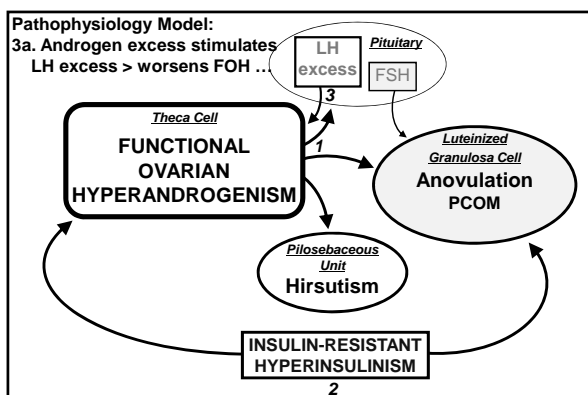 Pathophysiology Model:
3a. Androgen excess stimulates
LH excess > worsens FOH ...
LH
excess
Pituitary
FSH
3
Theca Cell
FUNCTIONAL
OVARIAN
HYPERANDROGENISM
1
Luteinized
Granulosa Cell
Anovulation
PCOM
Pilosebaceous
Unit
Hirsutism
INSULIN-RESISTANT
HYPERINSULINISM
2